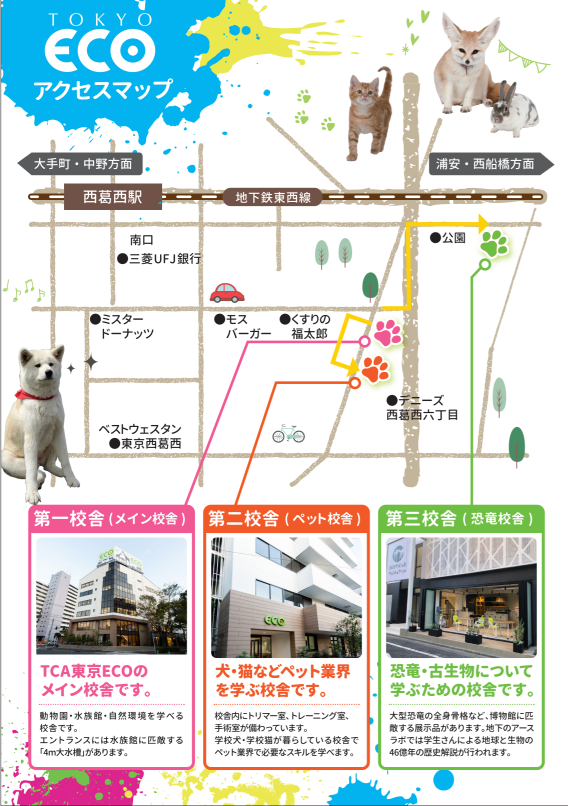 TOKYO
ECO
アクセスマップ
大手町・中野方面
浦安・西船橋方面
西葛西駅
地下鉄東西線
南口
●三菱UFJ銀行
●公園
●ミスター
ドーナッツ
●モス
バーガー
●くすりの
福太郎
●デニーズ
西葛西六丁目
ベストウェスタン
●東京西葛西
第一校舎(メイン校舎)
ECO
TCA東京ECOの
メイン校舎です。
動物園・水族館・自然環境を学べる
校舎です。
エントランスには水族館に匹敵する
「4m大水槽」があります。
第二校舎(ペット校舎)
ECO
犬・猫などペット業界
を学ぶ校舎です。
校舎内にトリマー室、トレーニング室、
手術室が備わっています。
学校犬・学校猫が暮らしている校舎で
ペット業界で必要なスキルを学べます。
第三校舎(恐竜校舎)
恐竜・古生物について
学ぶための校舎です。
大型恐竜の全身骨格など、博物館に匹
敵する展示品があります。地下のアース
ラボでは学生さんによる地球と生物の
46億年の歴史解説が行われます。